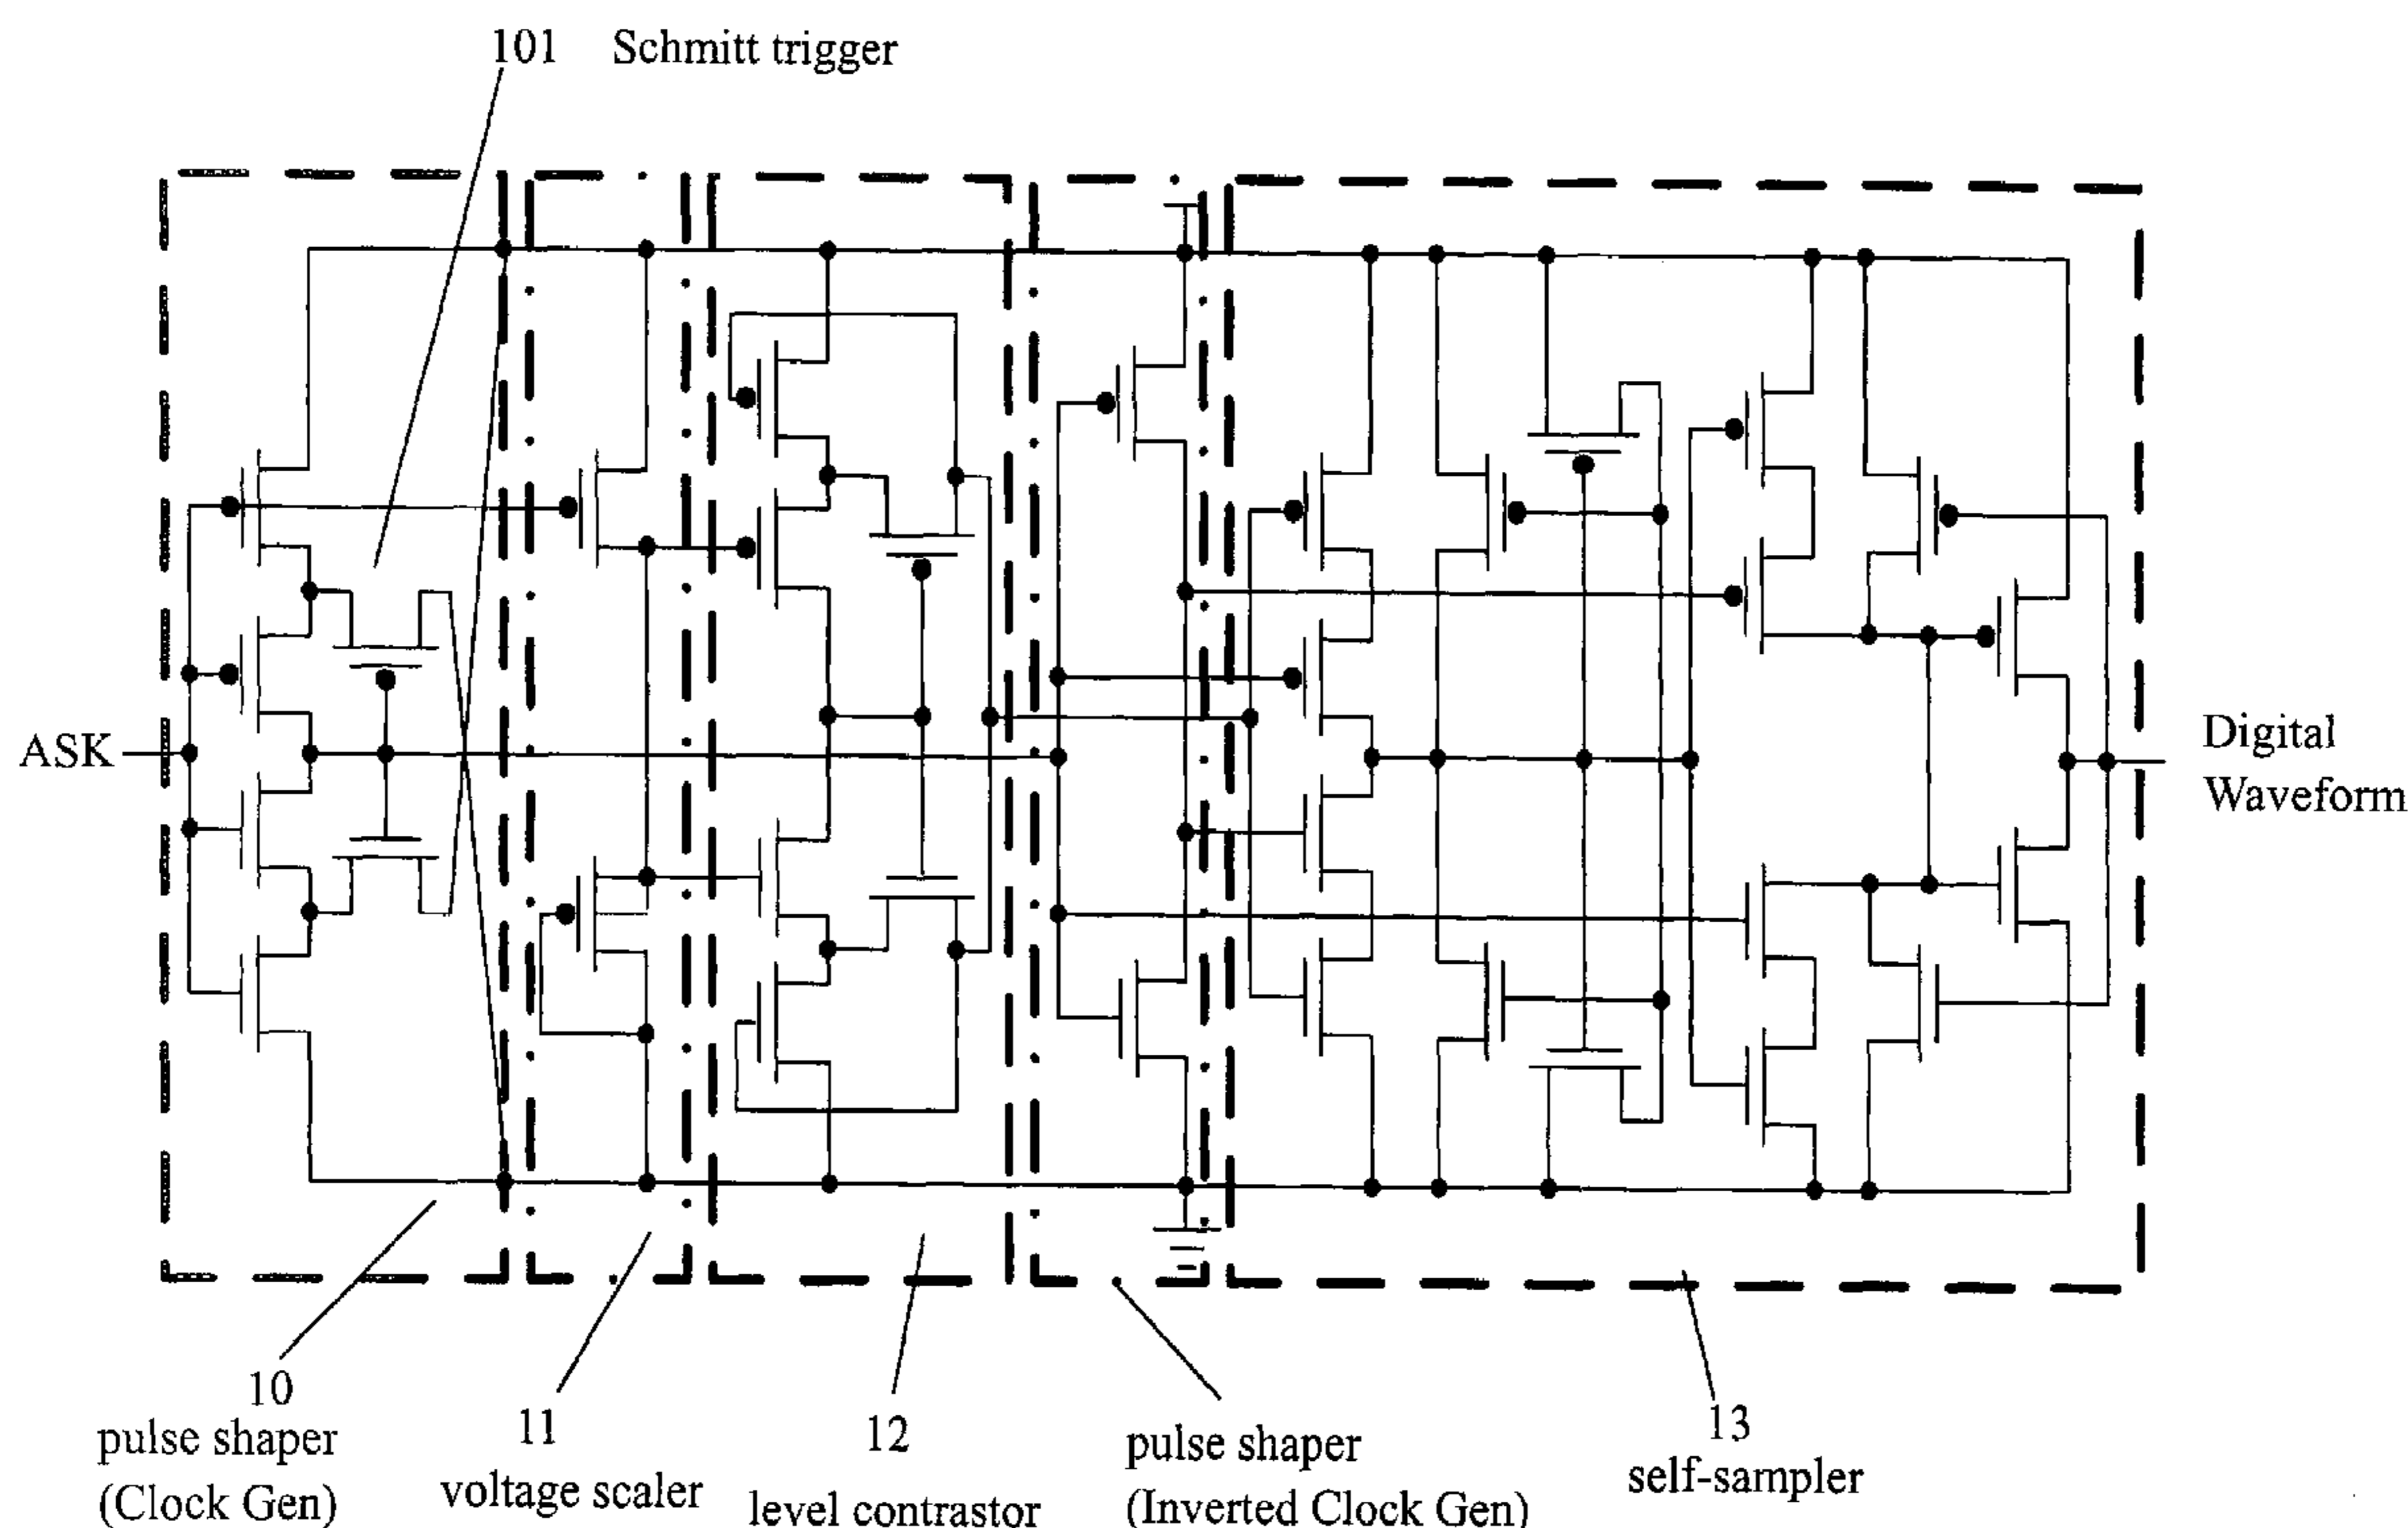 101 Schmitt trigger
ASK
Digital
Waveform
10
pulse shaper
(Clock Gen)
11
voltage scaler
12
level contrastor
pulse shaper
(Inverted Clock Gen)
13
self-sampler